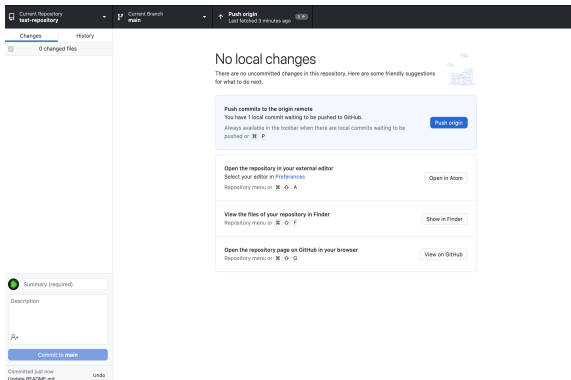 Current Repository
test-repository
Current Branch
main
Push origin
Last fetched 3 minutes ago
1
Changes
History
0 changed files
No local changes
There are no uncommitted changes in this repository. Here are some friendly suggestions
for what to do next.
Push commits to the origin remote
You have 1 local commit waiting to be pushed to GitHub.
Always available in the toolbar when there are local commits waiting to be
pushed or ⌘ P
Push origin
Open the repository in your external editor
Select your editor in Preferences
Repository menu or ⌘ ⇧ A
Open in Atom
View the files of your repository in Finder
Repository menu or ⌘ ⇧ F
Show in Finder
Open the repository page on GitHub in your browser
Repository menu or ⌘ ⇧ G
View on GitHub
Summary (required)
Description
Commit to main
Committed just now
Update README.md
Undo